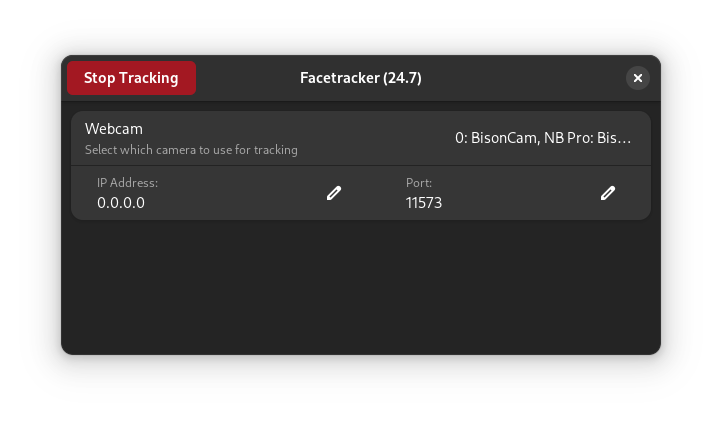 Stop Tracking
Facetracker (24.7)
Webcam
Select which camera to use for tracking
0: BisonCam, NB Pro: Bis...
IP Address:
0.0.0.0
Port:
11573